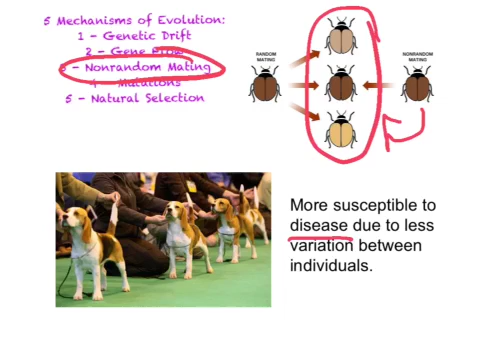 5 Mechanisms of Evolution:
1 - Genetic Drift
2 - Gene Flow
3 - Nonrandom Mating
4 - Mutations
5 - Natural Selection
RANDOM
MATING
NONRANDOM
MATING
More susceptible to
disease due to less
variation between
individuals.